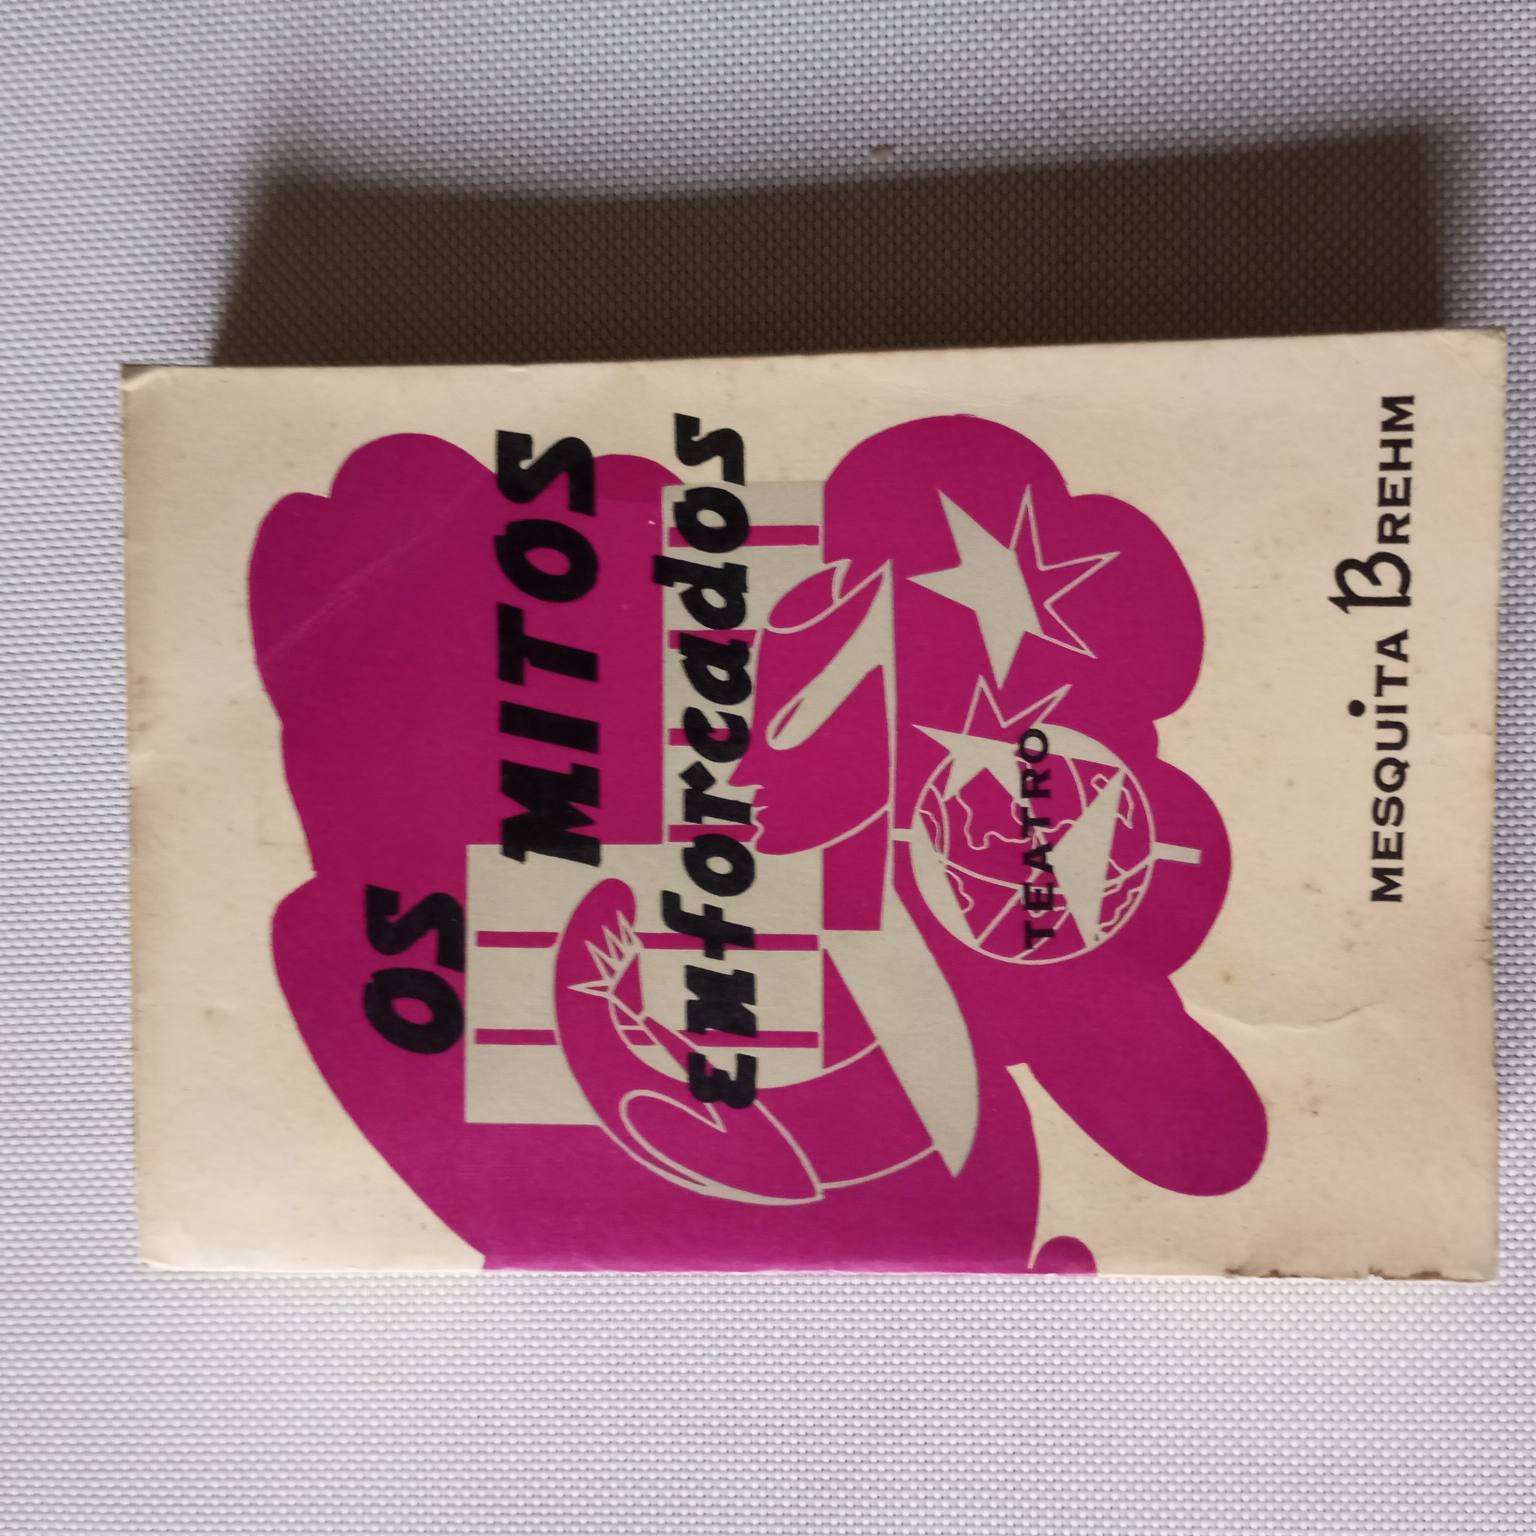 OS
MITOS
Enforcados
TEATRO
MESQUiTA BREHM